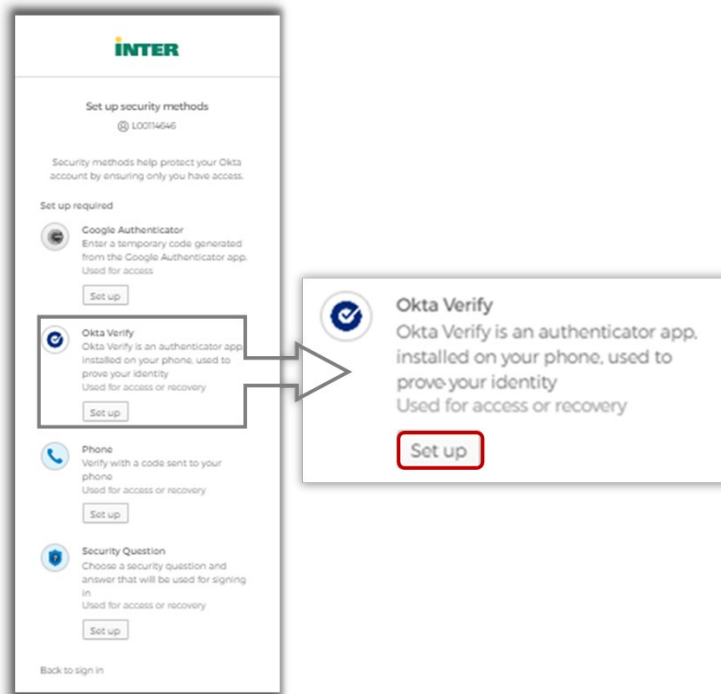 INTER
Set up security methods
L00114646
Security methods help protect your Okta
account by ensuring only you have access.
Set up required
Google Authenticator
Enter a temporary code generated
from the Google Authenticator app.
Used for access
Set up
Okta Verify
Okta Verify is an authenticator app,
installed on your phone, used to
prove your identity
Used for access or recovery
Set up
Phone
Verify with a code sent to your
phone
Used for access or recovery
Set up
Security Question
Choose a security question and
answer that will be used for signing
in
Used for access or recovery
Set up
Back to sign in
Okta Verify
Okta Verify is an authenticator app,
installed on your phone, used to
prove your identity
Used for access or recovery
Set up